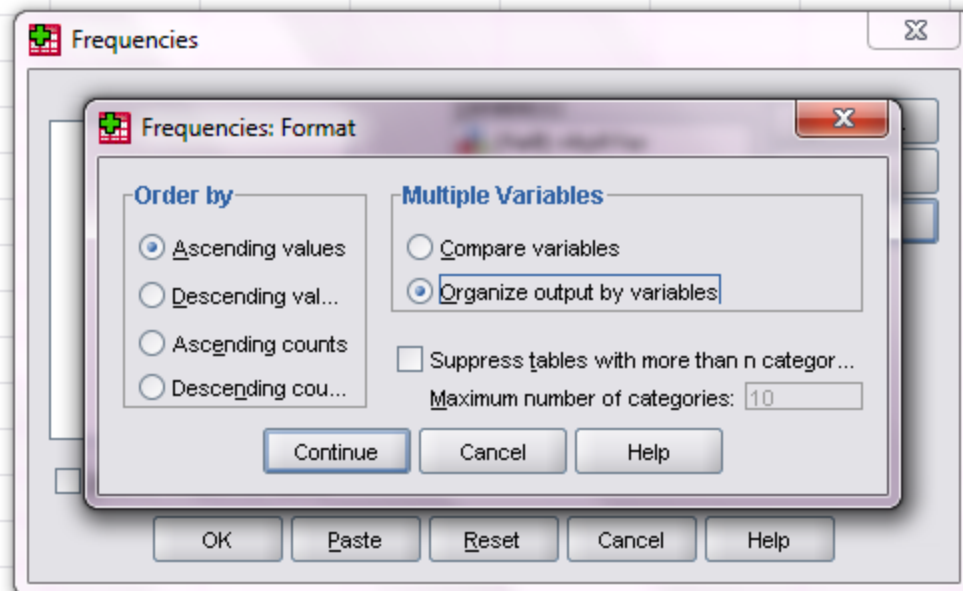 Frequencies
Frequencies: Format
Order by
Ascending values
Descending val...
Ascending counts
Descending cou...
Multiple Variables
Compare variables
Organize output by variables
Suppress tables with more than n categor...
Maximum number of categories: 10
Continue Cancel Help
OK Paste Reset Cancel Help